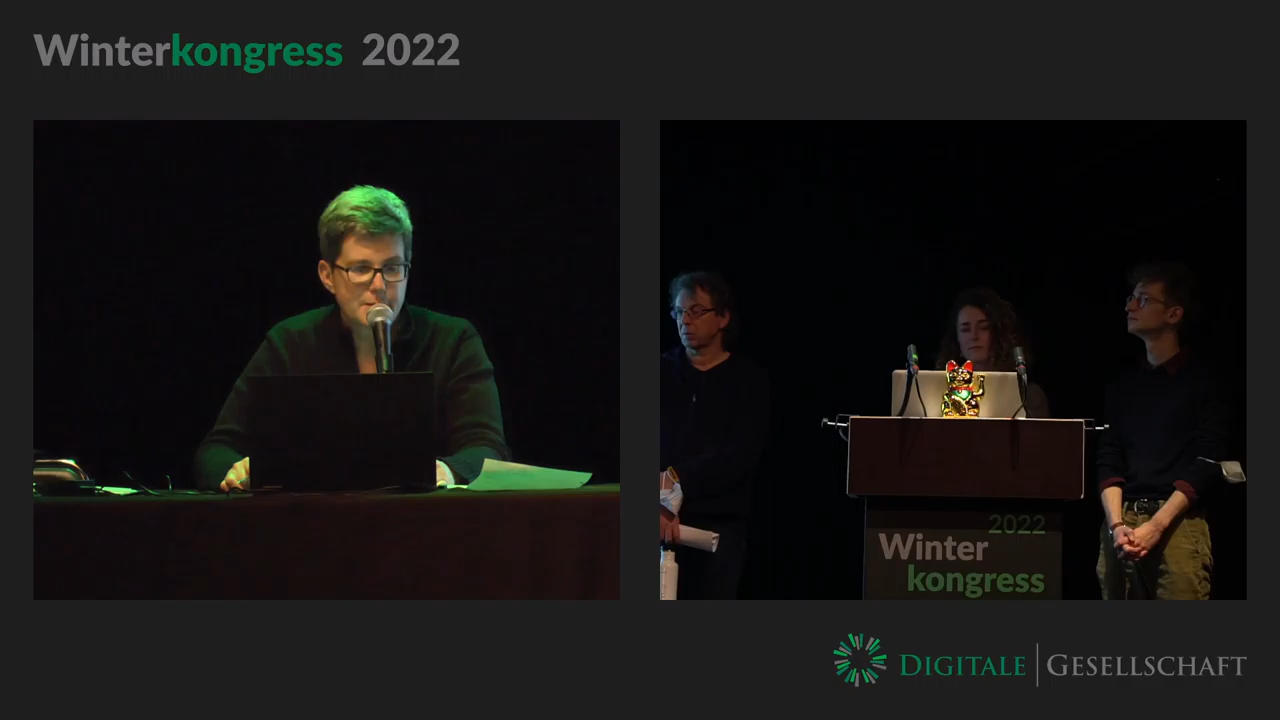 Winterkongress 2022
2022
Winter
kongress
DIGITALE | GESELLSCHAFT